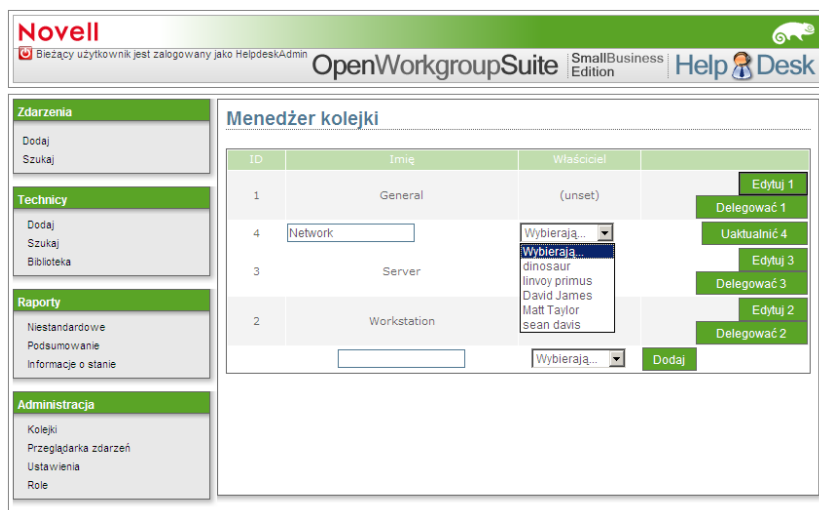 Novell
Bieżący użytkownik jest zalogowany jako HelpdeskAdmin
OpenWorkgroupSuite SmallBusiness Edition HelpDesk
Zdarzenia
Dodaj
Szukaj
Technicy
Dodaj
Szukaj
Biblioteka
Raporty
Niestandardowe
Podsumowanie
Informacje o stanie
Administracja
Kolejki
Przeglądarka zdarzeń
Ustawienia
Role
Menedżer kolejki
ID Imię Właściciel
1 General (unset) Edytuj 1
Delegować 1
4 Network Wybierają... Uaktualnić 4
Wybierają...
dinosaur
linvoy primus
David James
Matt Taylor
sean davis
3 Server Edytuj 3
Delegować 3
2 Workstation Edytuj 2
Delegować 2
Wybierają... Dodaj